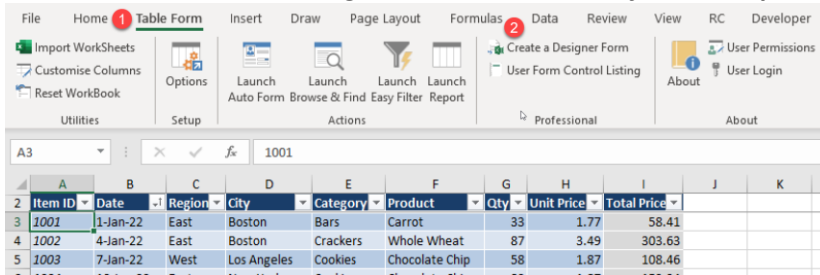 File Home 1 Table Form Insert Draw Page Layout Formulas Data Review View RC Developer
2
Import WorkSheets Create a Designer Form User Permissions
Customise Columns User Form Control Listing User Login
Reset WorkBook
Options
Launch Auto Form
Launch Browse & Find
Launch Easy Filter
Launch Report
About
Utilities Setup Actions Professional About
A3 fx 1001
A B C D E F G H I J K
2 Item ID Date Region City Category Product Qty Unit Price Total Price
3 1001 1-Jan-22 East Boston Bars Carrot 33 1.77 58.41
4 1002 4-Jan-22 East Boston Crackers Whole Wheat 87 3.49 303.63
5 1003 7-Jan-22 West Los Angeles Cookies Chocolate Chip 58 1.87 108.46